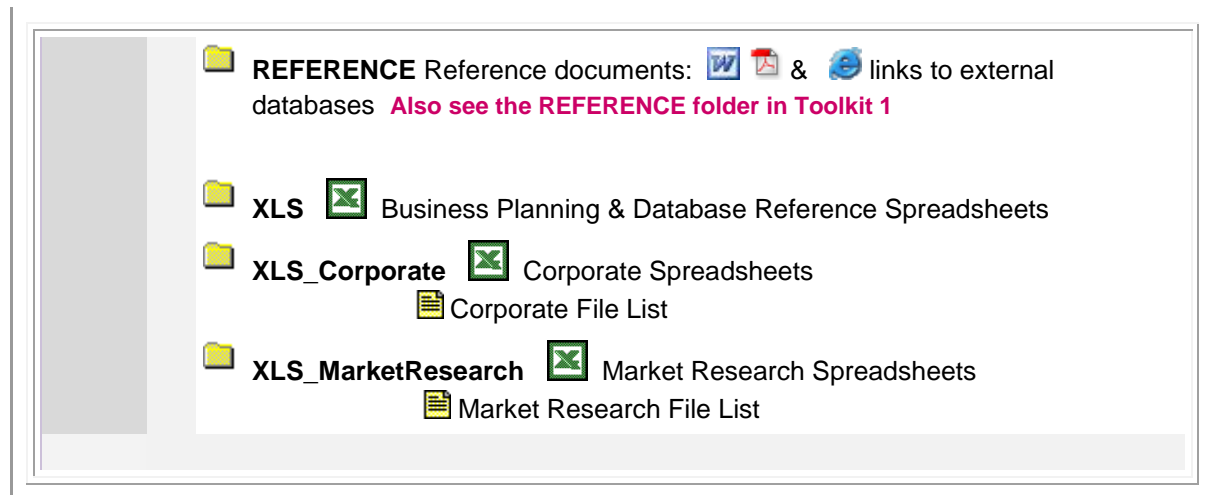 REFERENCE Reference documents: & links to external
databases Also see the REFERENCE folder in Toolkit 1
XLS Business Planning & Database Reference Spreadsheets
XLS_Corporate Corporate Spreadsheets
Corporate File List
XLS_MarketResearch Market Research Spreadsheets
Market Research File List